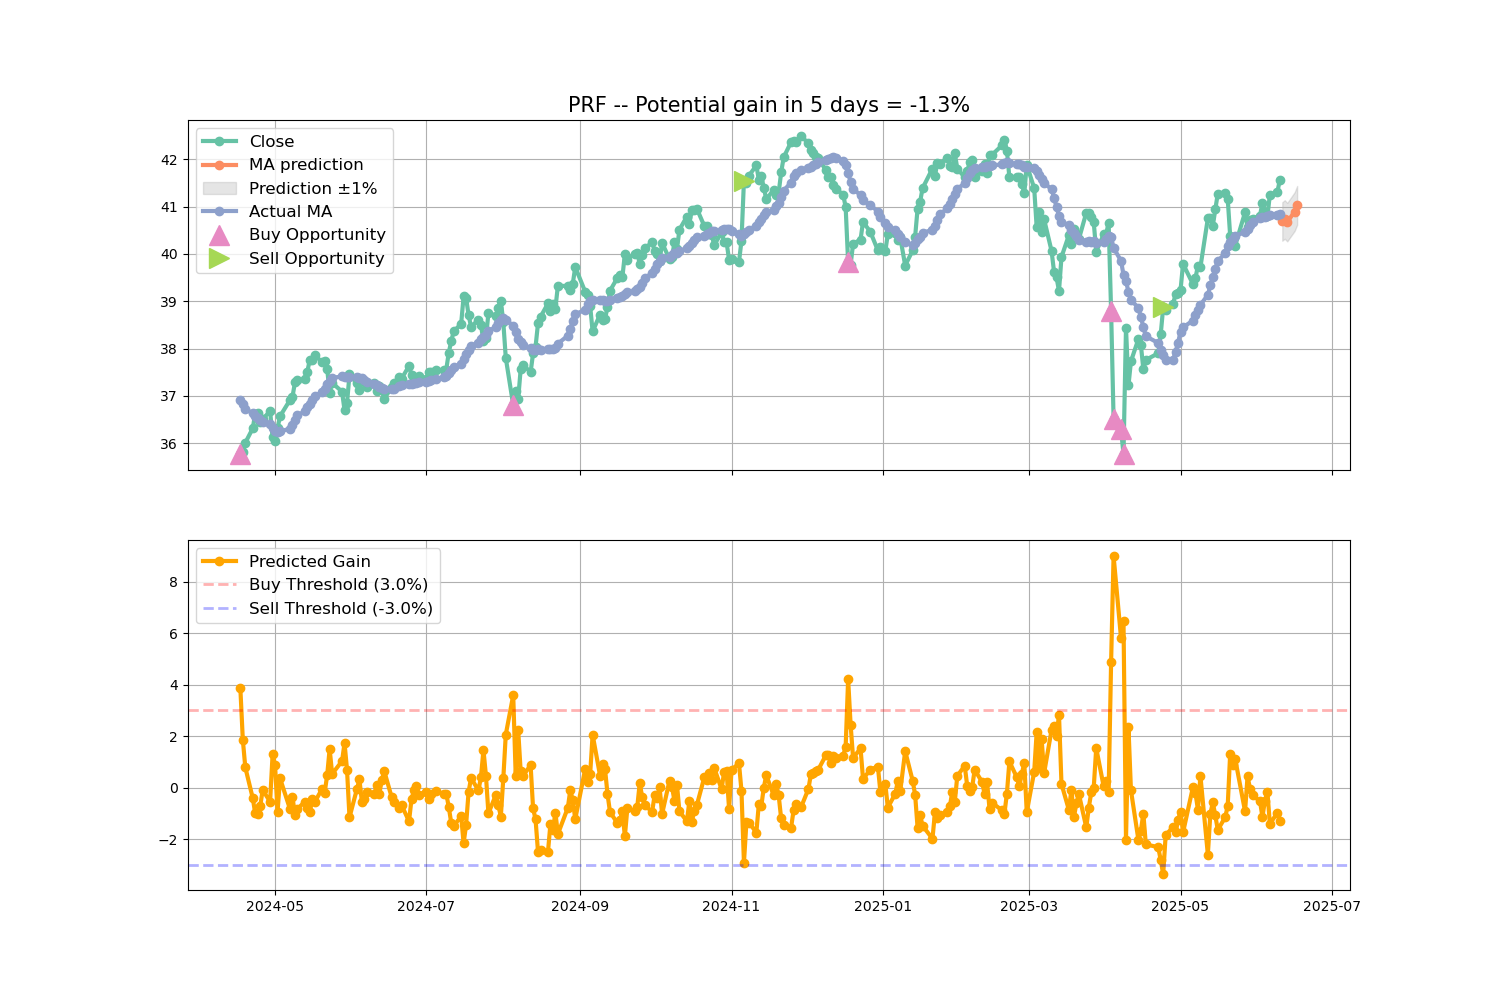 PRF -- Potential gain in 5 days = -1.3%
Close
MA prediction
Prediction ±1%
Actual MA
Buy Opportunity
Sell Opportunity
42
41
40
39
38
37
36
Predicted Gain
Buy Threshold (3.0%)
Sell Threshold (-3.0%)
8
6
4
2
0
−2
2024-05
2024-07
2024-09
2024-11
2025-01
2025-03
2025-05
2025-07